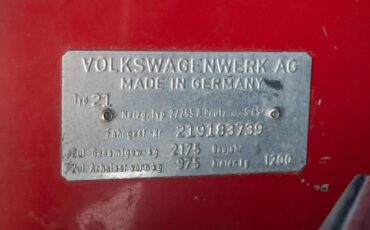 VOLKSWAGENWERK AG
MADE IN GERMANY
Typ 21
Fahrgest-Nr. 219183739
Zul Gesamtgew.kg 2175 Baujahr
Zul Achslast vorn kg 975 1200